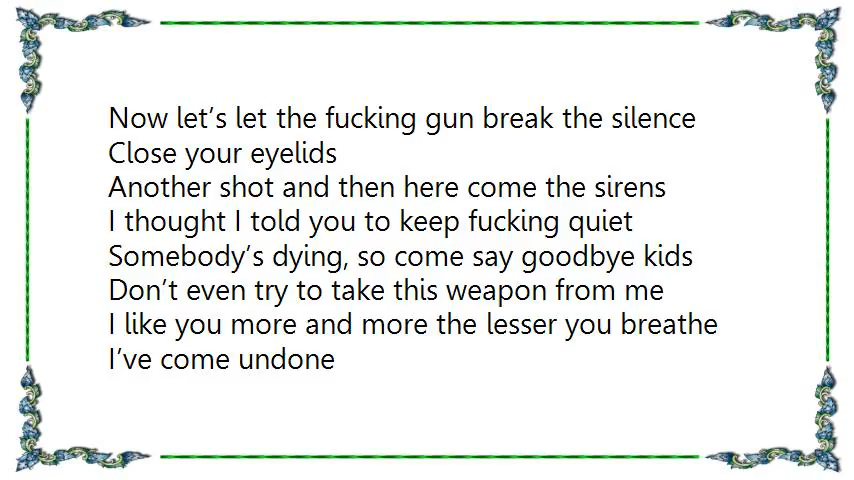 Now let’s let the fucking gun break the silence
Close your eyelids
Another shot and then here come the sirens
I thought I told you to keep fucking quiet
Somebody’s dying, so come say goodbye kids
Don’t even try to take this weapon from me
I like you more and more the lesser you breathe
I’ve come undone